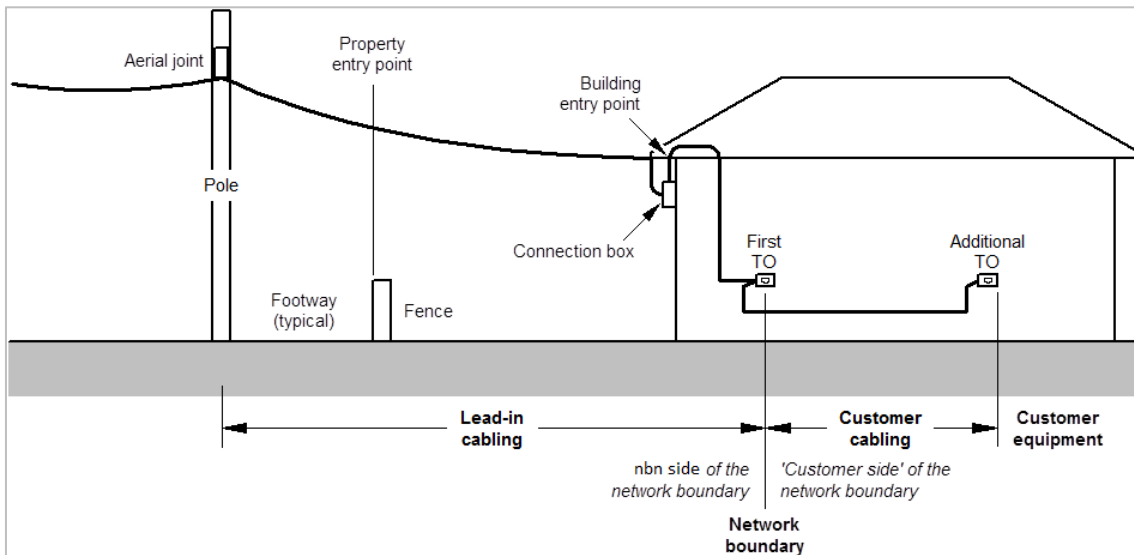 Aerial joint
Property
entry point
Building
entry point
Pole
Connection box
First
TO
Additional
TO
Footway
(typical)
Fence
Lead-in
cabling
Customer
cabling
Customer
equipment
nbn side of the
network boundary
'Customer side' of the
network boundary
Network
boundary